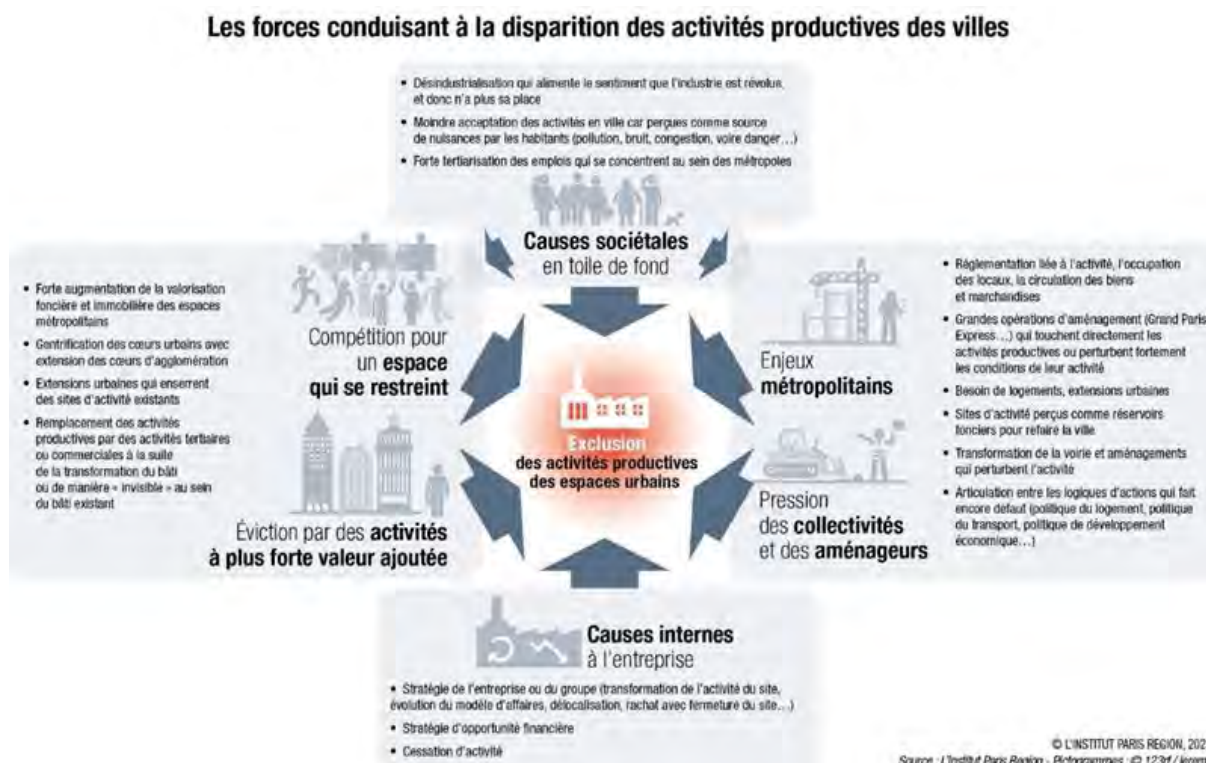 Les forces conduisant à la disparition des activités productives des villes
• Désindustrialisation qui alimente le sentiment que l'industrie est révolue,
et donc n'a plus sa place
• Moindre acceptation des activités en ville car perçues comme source
de nuisances par les habitants (pollution, bruit, congestion, voire danger…)
• Forte tertiarisation des emplois qui se concentrent au sein des métropoles
Causes sociétales
en toile de fond
• Forte augmentation de la valorisation
foncière et immobilière des espaces
métropolitains
• Gentrification des cœurs urbains avec
extension des cœurs d'agglomération
• Extensions urbaines qui enserrent
des sites d'activité existants
• Remplacement des activités
productives par des activités tertiaires
ou commerciales à la suite
de la transformation du bâti
ou de manière « invisible » au sein
du bâti existant
Compétition pour
un espace
qui se restreint
Éviction par des activités
à plus forte valeur ajoutée
Exclusion
des activités productives
des espaces urbains
Enjeux
métropolitains
Pression
des collectivités
et des aménageurs
• Réglementation liée à l'activité, l'occupation
des locaux, la circulation des biens
et marchandises
• Grandes opérations d'aménagement (Grand Paris
Express…) qui touchent directement les
activités productives ou perturbent fortement
les conditions de leur activité
• Besoin de logements, extensions urbaines
• Sites d'activité perçus comme réservoirs
fonciers pour refaire la ville
• Transformation de la voirie et aménagements
qui perturbent l'activité
• Articulation entre les logiques d'actions qui fait
encore défaut (politique du logement, politique
du transport, politique de développement
économique…)
Causes internes
à l'entreprise
• Stratégie de l'entreprise ou du groupe (transformation de l'activité du site,
évolution du modèle d'affaires, délocalisation, rachat avec fermeture du site…)
• Stratégie d'opportunité financière
• Cessation d'activité
© L'INSTITUT PARIS REGION, 202
Source : L'Institut Paris Region - Pictogrammes : ©